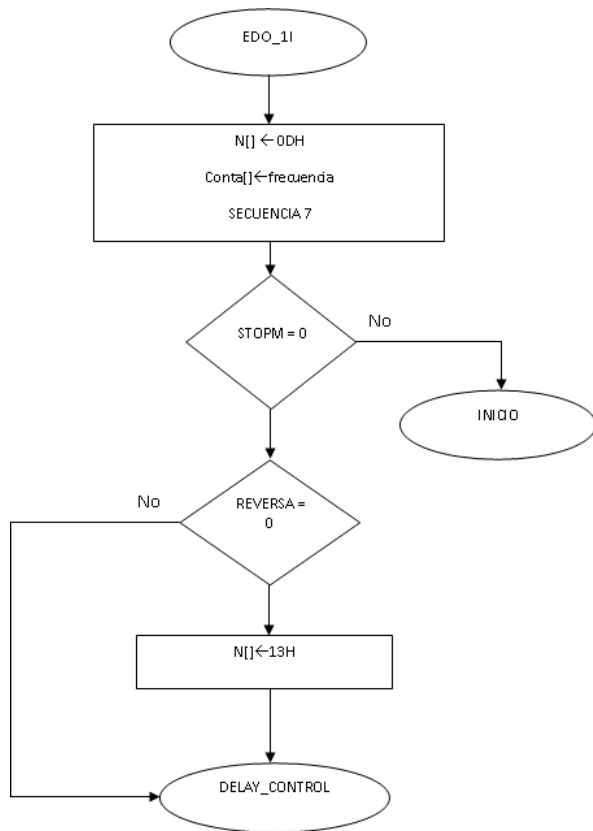 EDO_1I
N[] ←0DH
Conta[]←frecuencia
SECUENCIA 7
STOPM = 0
No
INICIO
No
REVERSA =
0
N[]←13H
DELAY_CONTROL